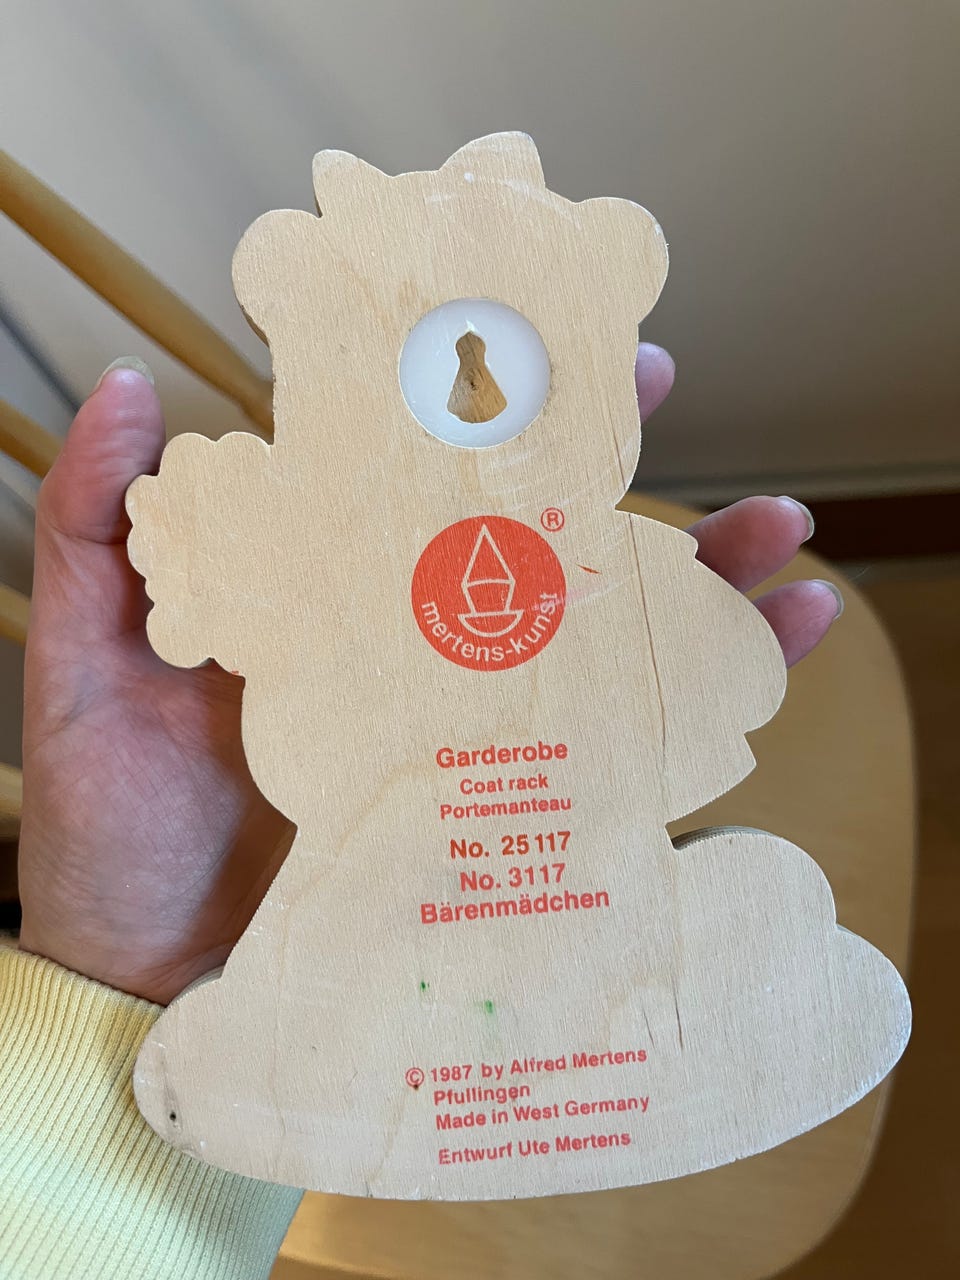 ®
mertens-kunst
Garderobe
Coat rack
Portemanteau
No. 25117
No. 3117
Bärenmädchen
© 1987 by Alfred Mertens
Pfullingen
Made in West Germany
Entwurf Ute Mertens